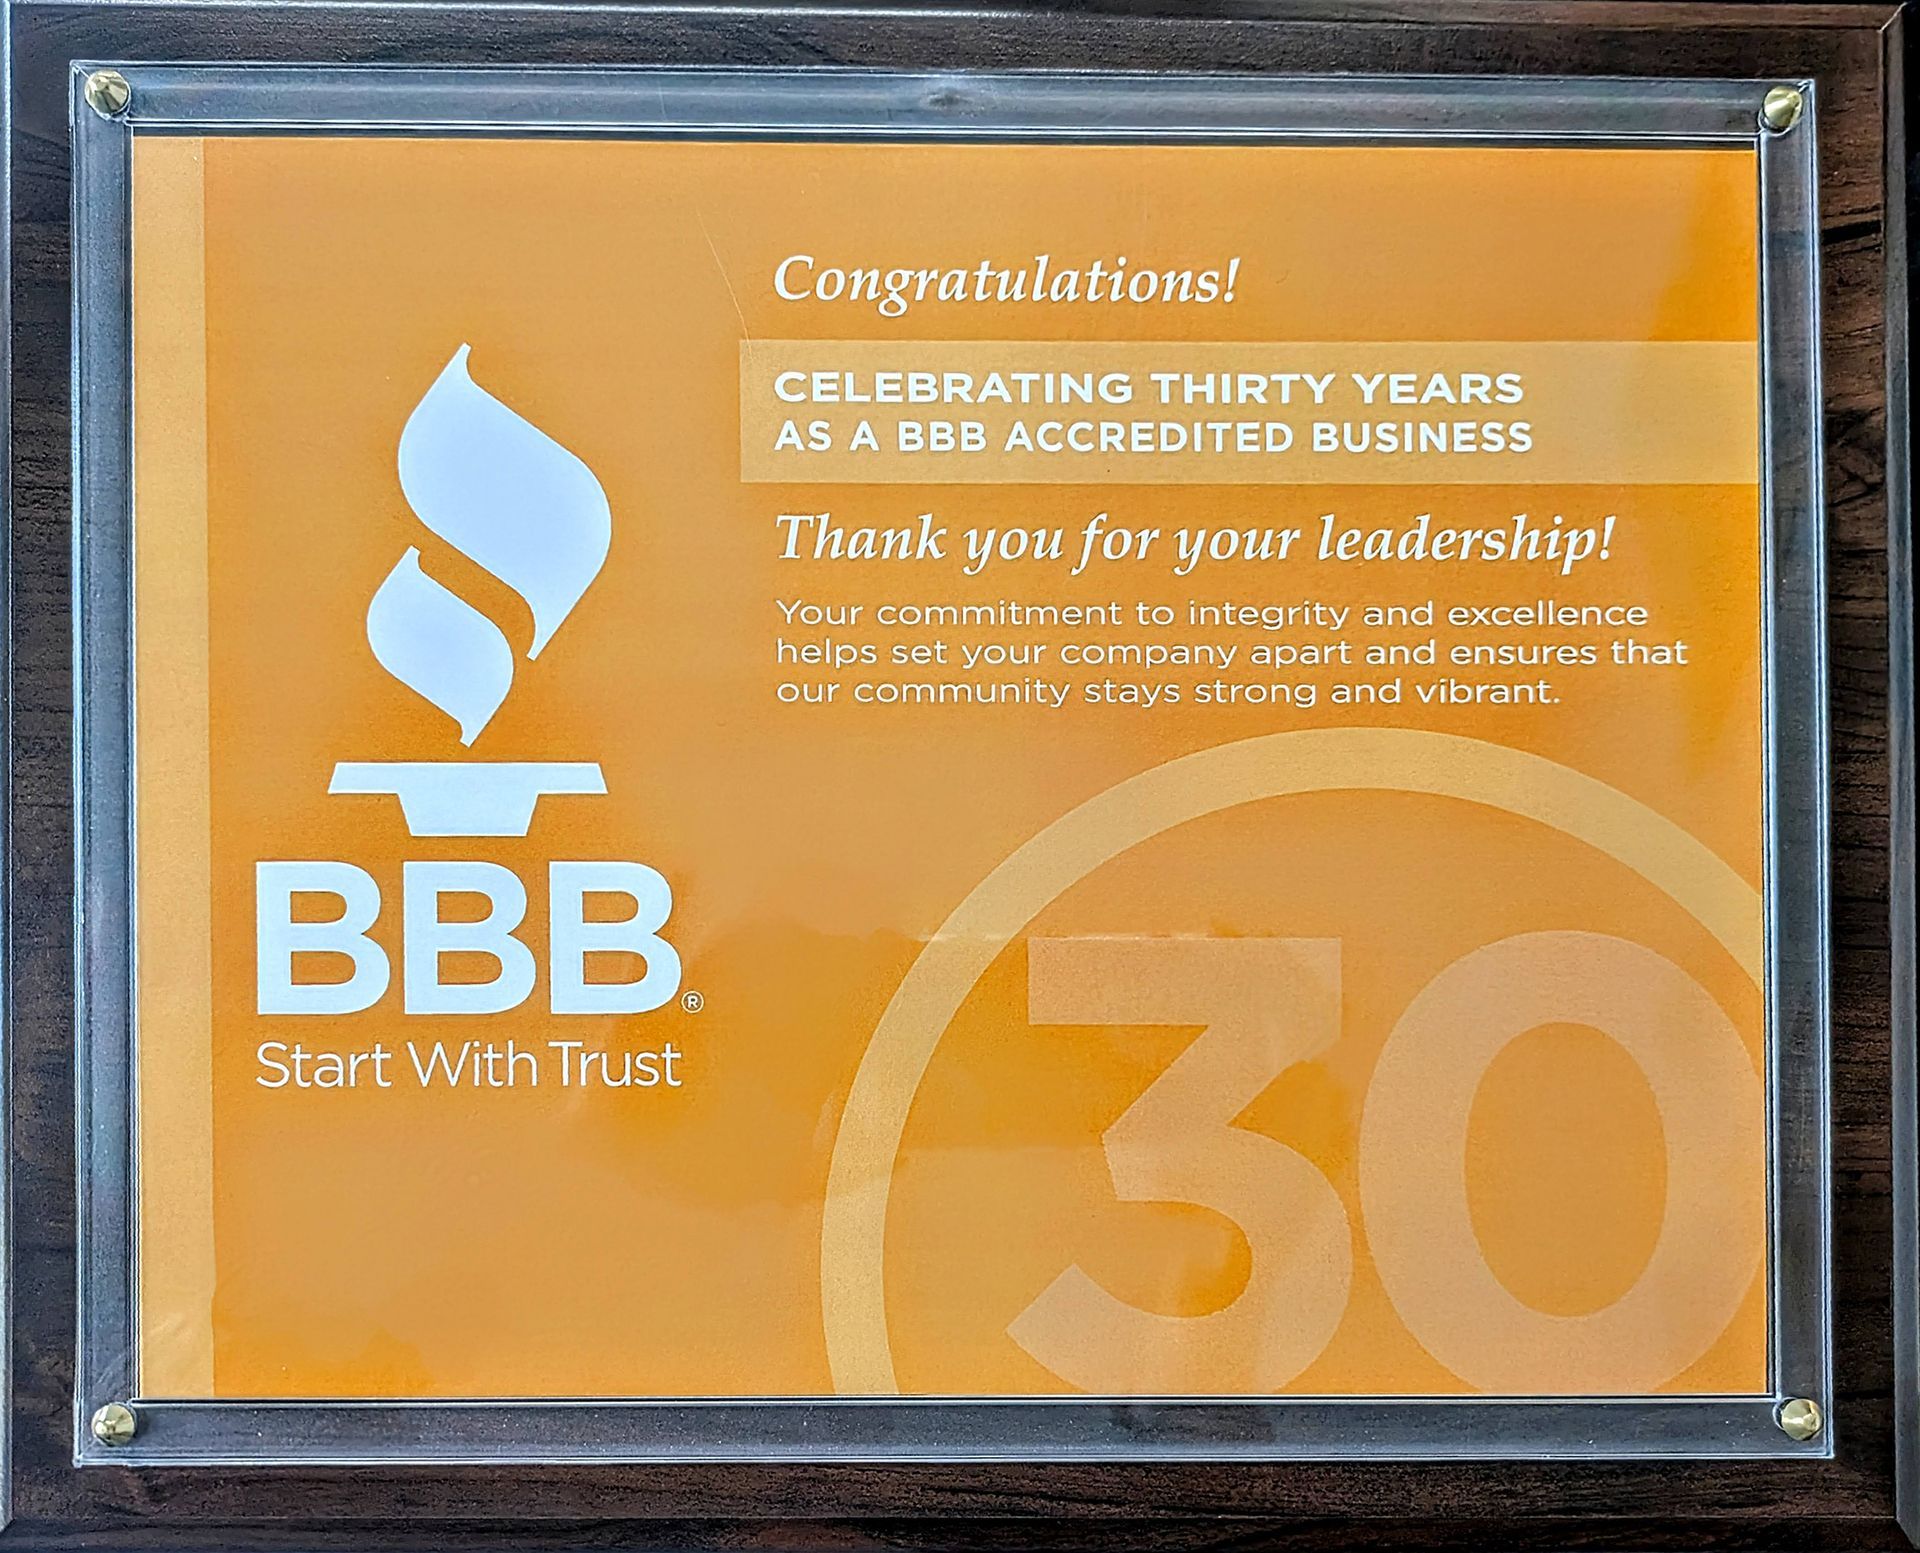 Congratulations!
CELEBRATING THIRTY YEARS
AS A BBB ACCREDITED BUSINESS
Thank you for your leadership!
Your commitment to integrity and excellence
helps set your company apart and ensures that
our community stays strong and vibrant.
BBB®
Start With Trust
30